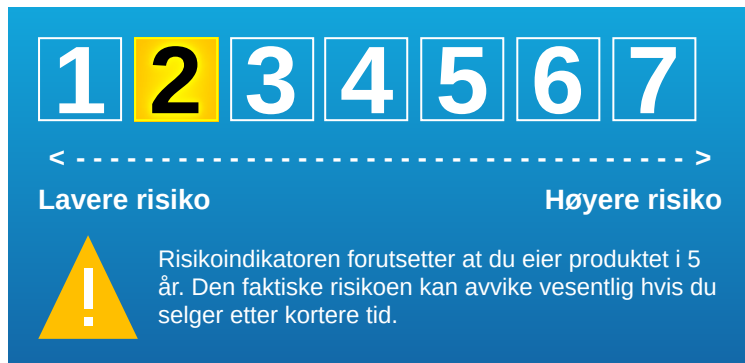 1 2 3 4 5 6 7
< - - - - - - - - - - - - - - - - - - - - - - - - - - - - - - - - - - - - >
Lavere risiko Høyere risiko
!
Risikoindikatoren forutsetter at du eier produktet i 5
år. Den faktiske risikoen kan avvike vesentlig hvis du
selger etter kortere tid.